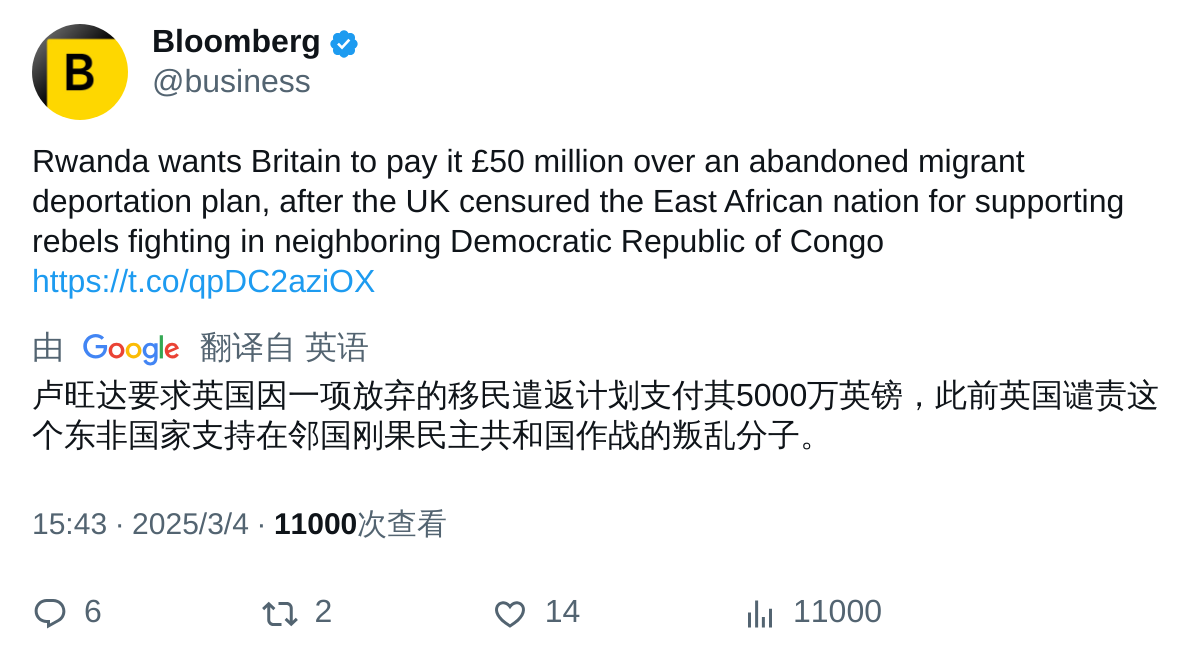 Bloomberg
@business
Rwanda wants Britain to pay it £50 million over an abandoned migrant
deportation plan, after the UK censured the East African nation for supporting
rebels fighting in neighboring Democratic Republic of Congo
https://t.co/qpDC2aziOX
由 Google 翻译自 英语
卢旺达要求英国因一项放弃的移民遣返计划支付其5000万英镑，此前英国谴责这
个东非国家支持在邻国刚果民主共和国作战的叛乱分子。
15:43 · 2025/3/4 · 11000次查看
6 2 14 11000